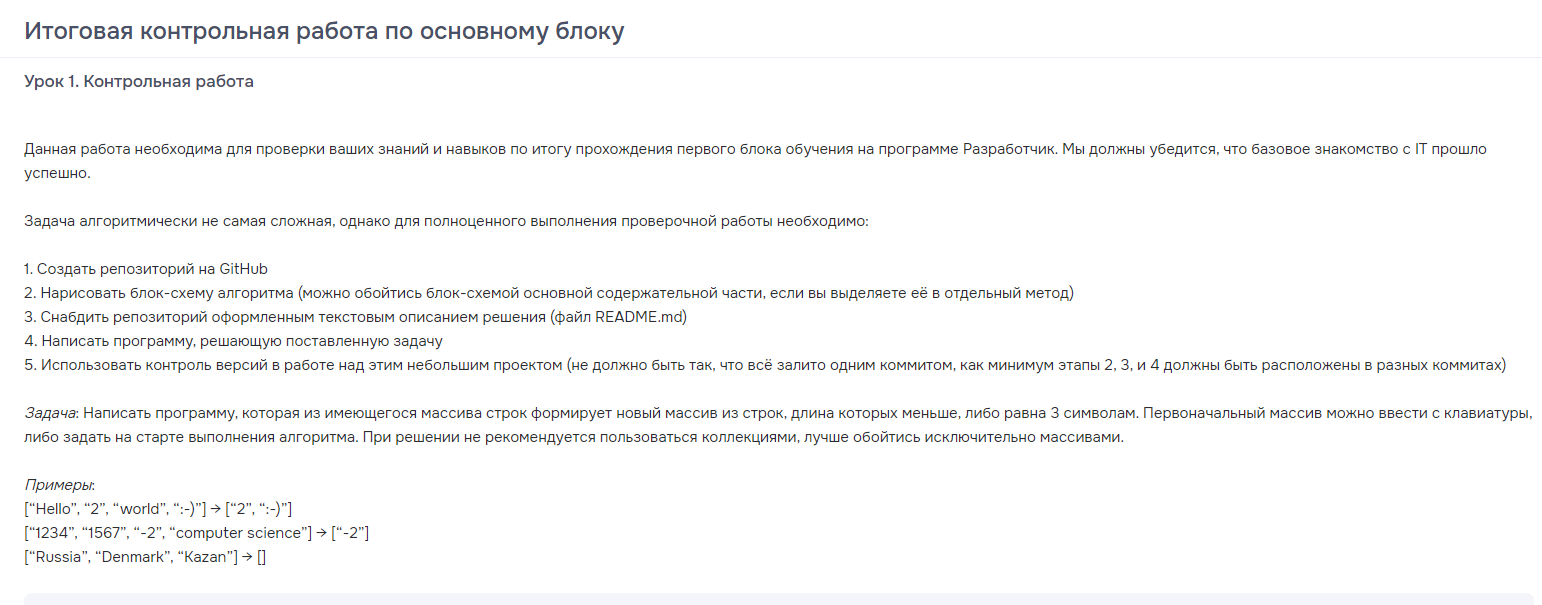 Итоговая контрольная работа по основному блоку
Урок 1. Контрольная работа
Данная работа необходима для проверки ваших знаний и навыков по итогу прохождения первого блока обучения на программе Разработчик. Мы должны убедится, что базовое знакомство с IT прошло
успешно.
Задача алгоритмически не самая сложная, однако для полноценного выполнения проверочной работы необходимо:
1. Создать репозиторий на GitHub
2. Нарисовать блок-схему алгоритма (можно обойтись блок-схемой основной содержательной части, если вы выделяете её в отдельный метод)
3. Снабдить репозиторий оформленным текстовым описанием решения (файл README.md)
4. Написать программу, решающую поставленную задачу
5. Использовать контроль версий в работе над этим небольшим проектом (не должно быть так, что всё залито одним коммитом, как минимум этапы 2, 3, и 4 должны быть расположены в разных коммитах)
Задача: Написать программу, которая из имеющегося массива строк формирует новый массив из строк, длина которых меньше, либо равна 3 символам. Первоначальный массив можно ввести с клавиатуры,
либо задать на старте выполнения алгоритма. При решении не рекомендуется пользоваться коллекциями, лучше обойтись исключительно массивами.
Примеры:
[“Hello”, “2”, “world”, “:-)”] → [“2”, “:-)”]
[“1234”, “1567”, “-2”, “computer science”] → [“-2”]
[“Russia”, “Denmark”, “Kazan”] → []